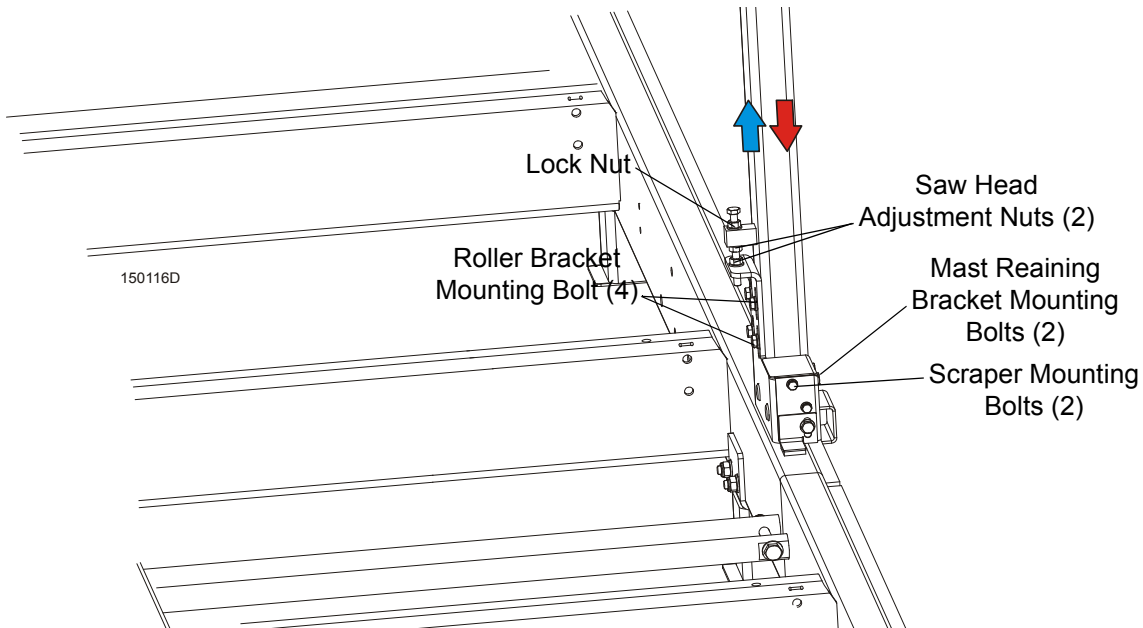 Lock Nut
Saw Head
Adjustment Nuts (2)
Roller Bracket
Mounting Bolt (4)
150116D
Mast Reaining
Bracket Mounting
Bolts (2)
Scraper Mounting
Bolts (2)